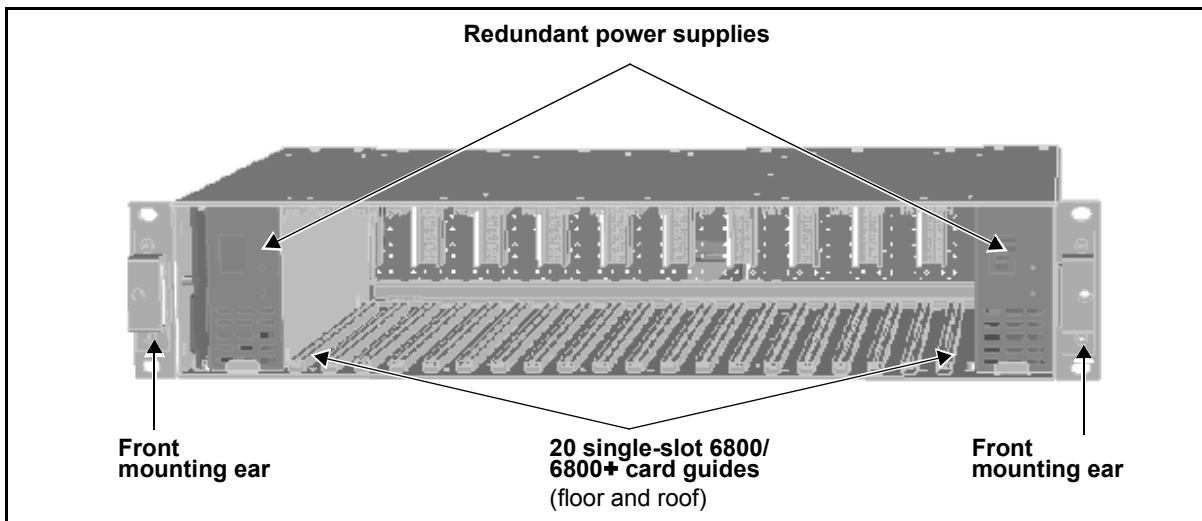 Redundant power supplies
Front
mounting ear
20 single-slot 6800/
6800+ card guides
(floor and roof)
Front
mounting ear